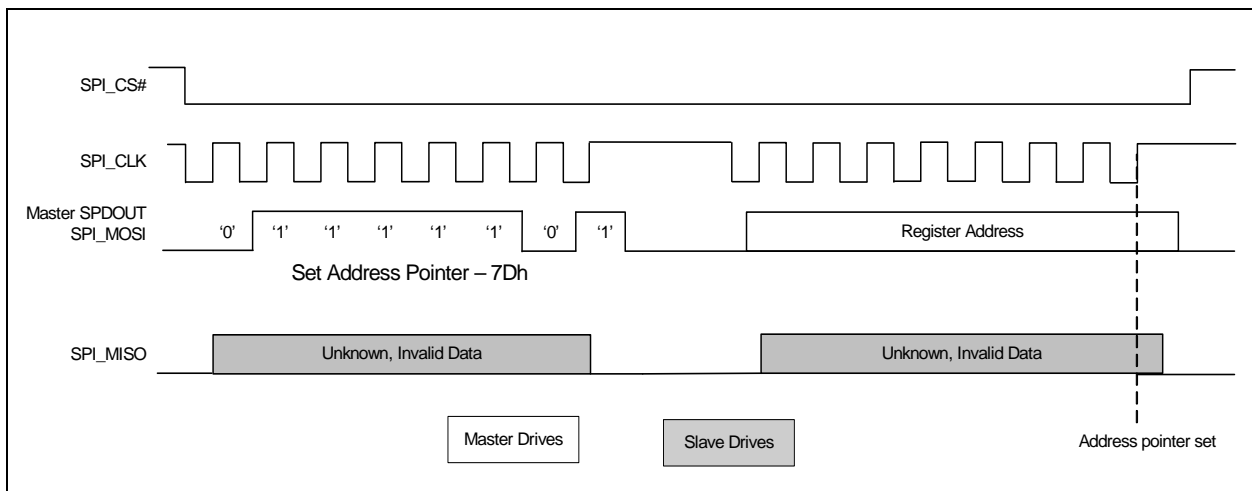 SPI_CS#
SPI_CLK
Master SPDOUT
SPI_MOSI
‘0’ ‘1’ ‘1’ ‘1’ ‘1’ ‘1’ ‘0’ ‘1’
Register Address
Set Address Pointer – 7Dh
SPI_MISO
Unknown, Invalid Data
Unknown, Invalid Data
Master Drives
Slave Drives
Address pointer set